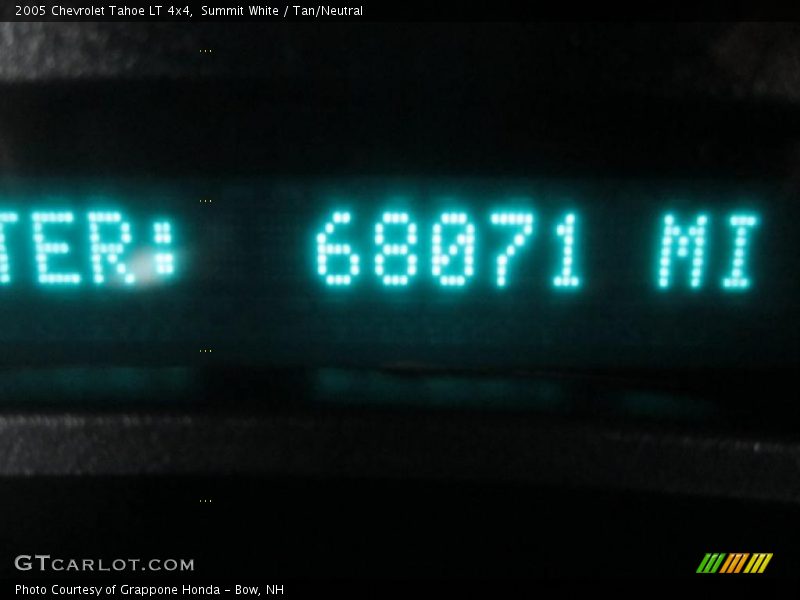 2005 Chevrolet Tahoe LT 4x4, Summit White / Tan/Neutral
...
...
TER: 68071 MI
...
...
GTCARLOT.COM
Photo Courtesy of Grappone Honda - Bow, NH